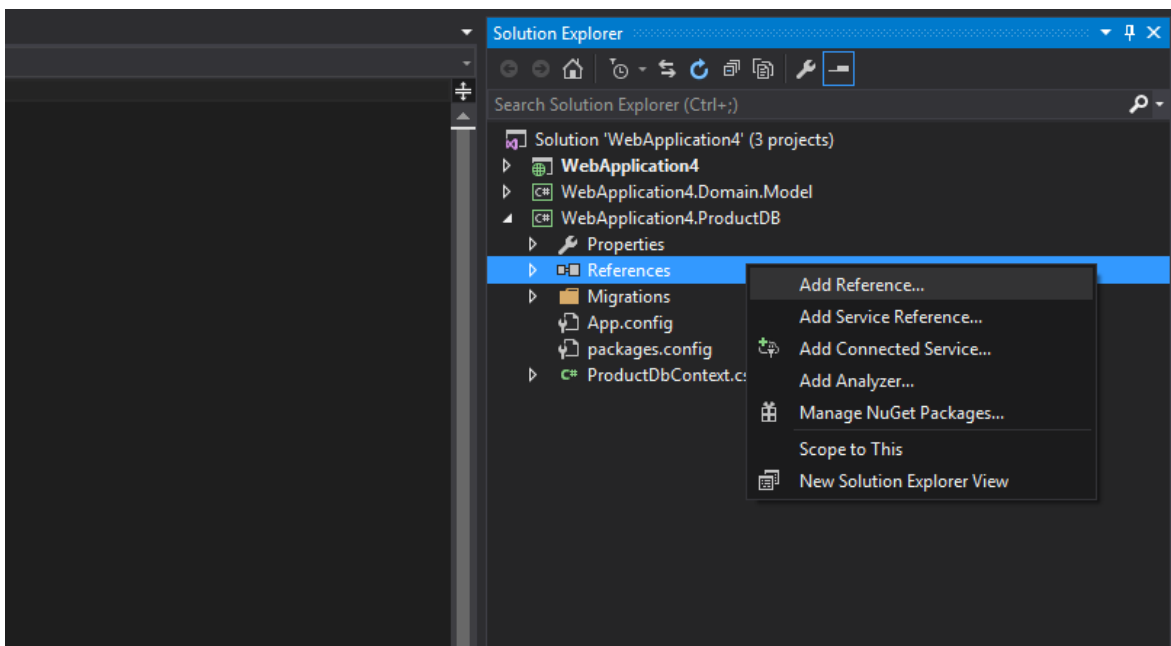 Solution Explorer
Search Solution Explorer (Ctrl+;)
Solution 'WebApplication4' (3 projects)
WebApplication4
C# WebApplication4.Domain.Model
C# WebApplication4.ProductDB
Properties
References
Migrations
App.config
packages.config
C# ProductDbContext.cs
Add Reference...
Add Service Reference...
Add Connected Service...
Add Analyzer...
Manage NuGet Packages...
Scope to This
New Solution Explorer View